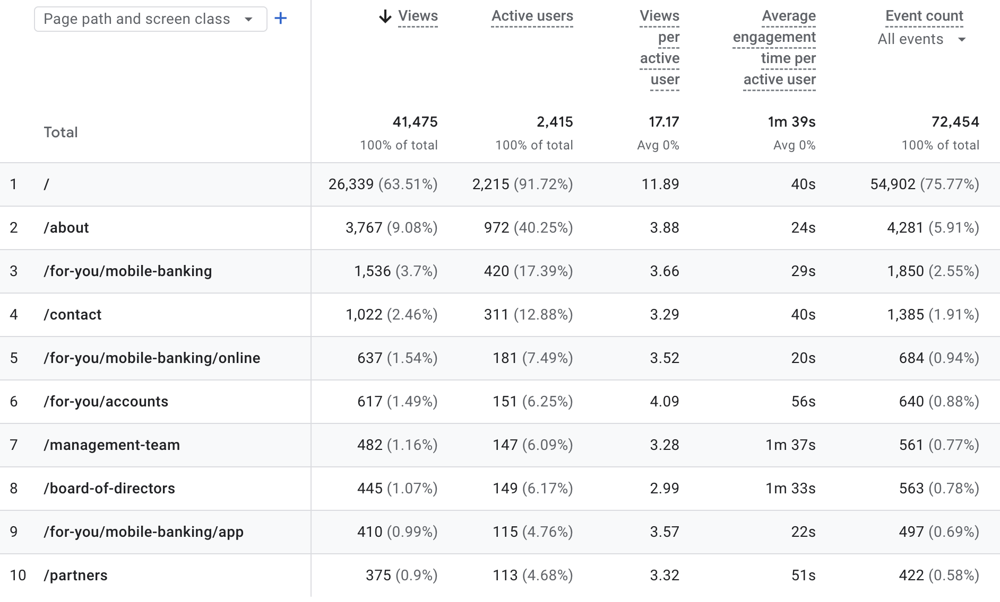 Page path and screen class
Views
Active users
Views per active user
Average engagement time per active user
Event count
All events
Total
41,475 2,415 17.17 1m 39s 72,454
100% of total 100% of total Avg 0% Avg 0% 100% of total
1 / 26,339 (63.51%) 2,215 (91.72%) 11.89 40s 54,902 (75.77%)
2 /about 3,767 (9.08%) 972 (40.25%) 3.88 24s 4,281 (5.91%)
3 /for-you/mobile-banking 1,536 (3.7%) 420 (17.39%) 3.66 29s 1,850 (2.55%)
4 /contact 1,022 (2.46%) 311 (12.88%) 3.29 40s 1,385 (1.91%)
5 /for-you/mobile-banking/online 637 (1.54%) 181 (7.49%) 3.52 20s 684 (0.94%)
6 /for-you/accounts 617 (1.49%) 151 (6.25%) 4.09 56s 640 (0.88%)
7 /management-team 482 (1.16%) 147 (6.09%) 3.28 1m 37s 561 (0.77%)
8 /board-of-directors 445 (1.07%) 149 (6.17%) 2.99 1m 33s 563 (0.78%)
9 /for-you/mobile-banking/app 410 (0.99%) 115 (4.76%) 3.57 22s 497 (0.69%)
10 /partners 375 (0.9%) 113 (4.68%) 3.32 51s 422 (0.58%)